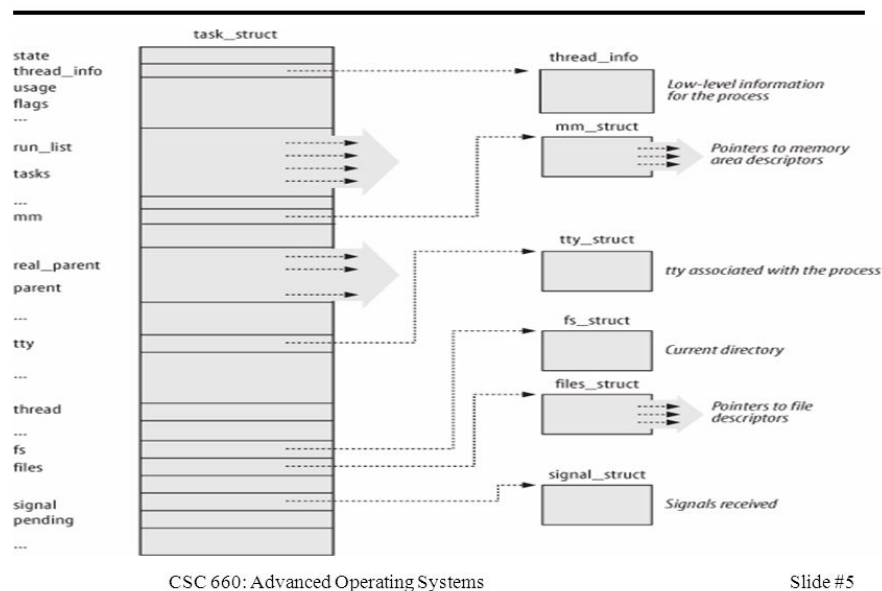 task_struct
state
thread_info
usage
flags
...
run_list
tasks
...
mm
real_parent
parent
...
tty
...
thread
...
fs
files
signal
pending
...
thread_info
Low-level information
for the process
mm_struct
Pointers to memory
area descriptors
tty_struct
tty associated with the process
fs_struct
Current directory
files_struct
Pointers to file
descriptors
signal_struct
Signals received
CSC 660: Advanced Operating Systems
Slide #5